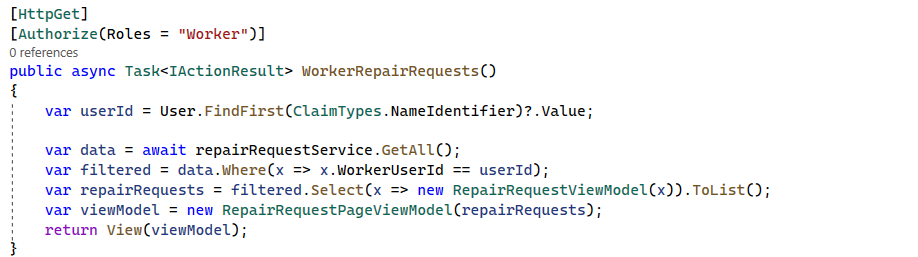 [HttpGet]
[Authorize(Roles = "Worker")]
0 references
public async Task<IActionResult> WorkerRepairRequests()
{
    var userId = User.FindFirst(ClaimTypes.NameIdentifier)?.Value;

    var data = await repairRequestService.GetAll();
    var filtered = data.Where(x => x.WorkerUserId == userId);
    var repairRequests = filtered.Select(x => new RepairRequestViewModel(x)).ToList();
    var viewModel = new RepairRequestPageViewModel(repairRequests);
    return View(viewModel);
}